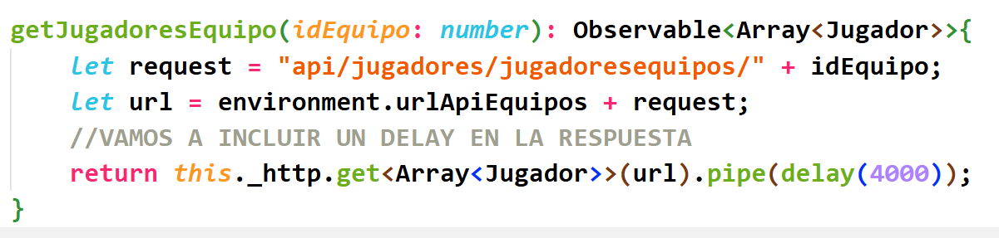 getJugadoresEquipo(idEquipo: number): Observable<Array<Jugador>>{
let request = "api/jugadores/jugadoresequipos/" + idEquipo;
let url = environment.urlApiEquipos + request;
//VAMOS A INCLUIR UN DELAY EN LA RESPUESTA
return this._http.get<Array<Jugador>>(url).pipe(delay(4000));
}